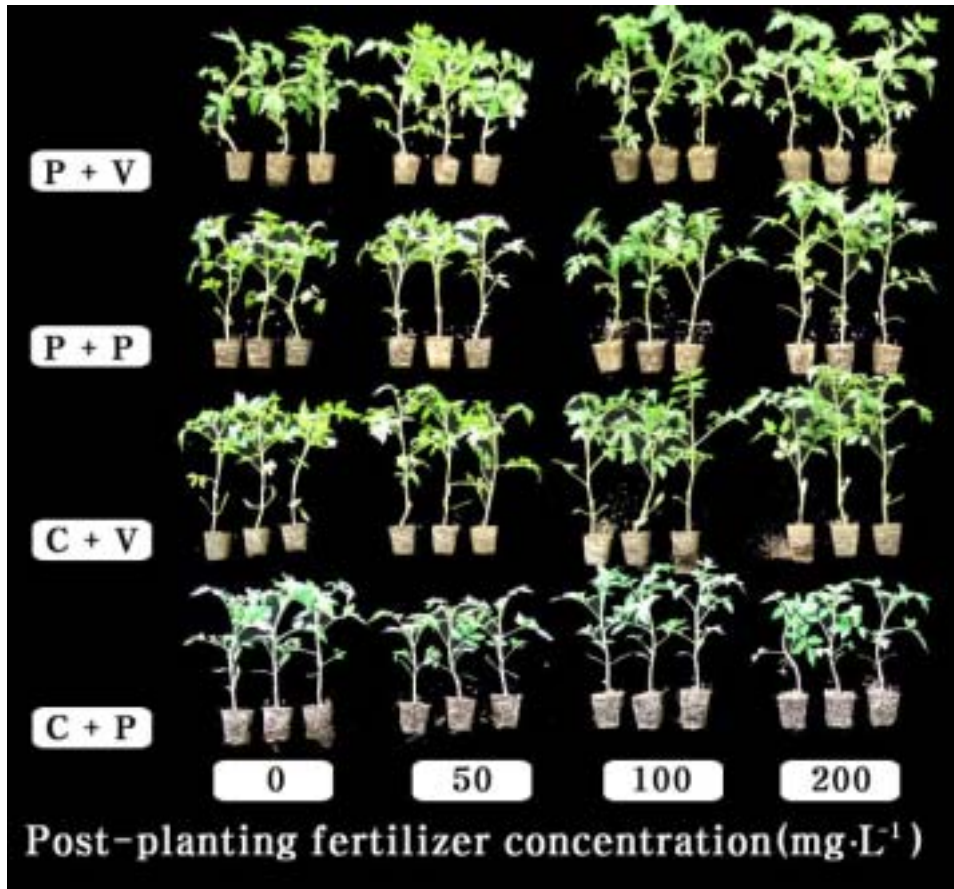 P + V
P + P
C + V
C + P
0 50 100 200
Post-planting fertilizer concentration(mg·L⁻¹)